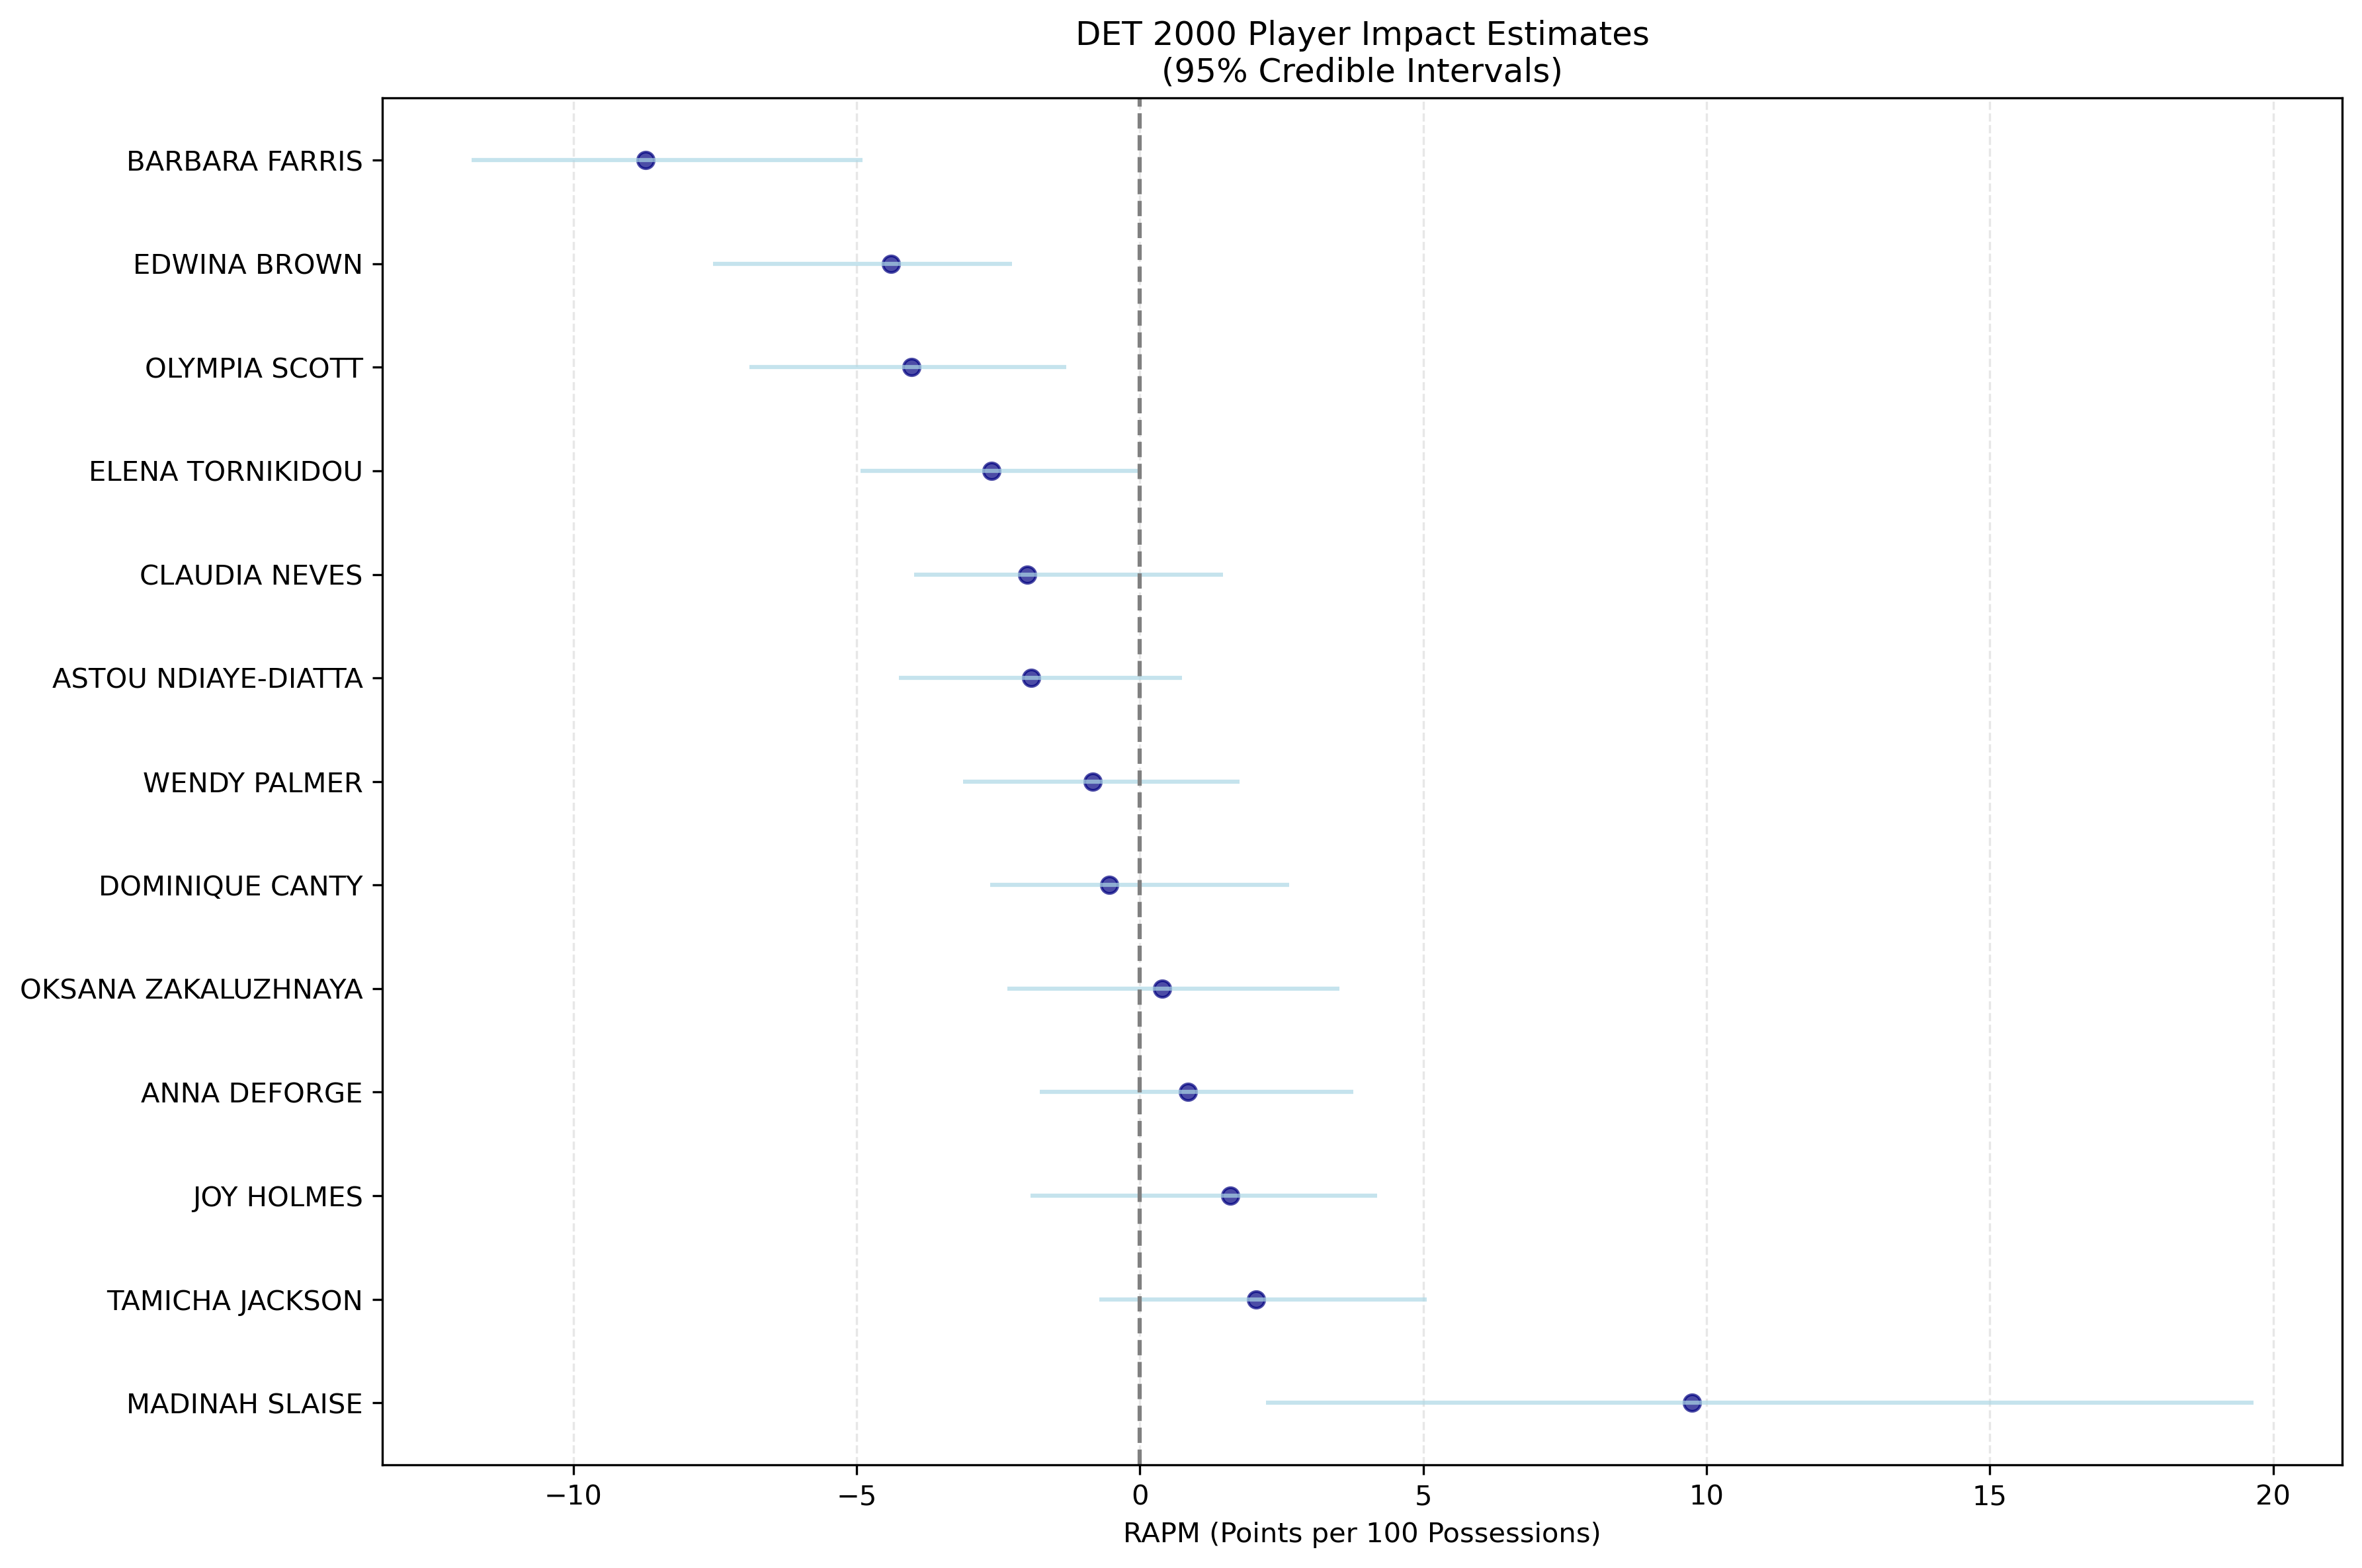 DET 2000 Player Impact Estimates
(95% Credible Intervals)
BARBARA FARRIS
EDWINA BROWN
OLYMPIA SCOTT
ELENA TORNIKIDOU
CLAUDIA NEVES
ASTOU NDIAYE-DIATTA
WENDY PALMER
DOMINIQUE CANTY
OKSANA ZAKALUZHNAYA
ANNA DEFORGE
JOY HOLMES
TAMICHA JACKSON
MADINAH SLAISE
−10 −5 0 5 10 15 20
RAPM (Points per 100 Possessions)